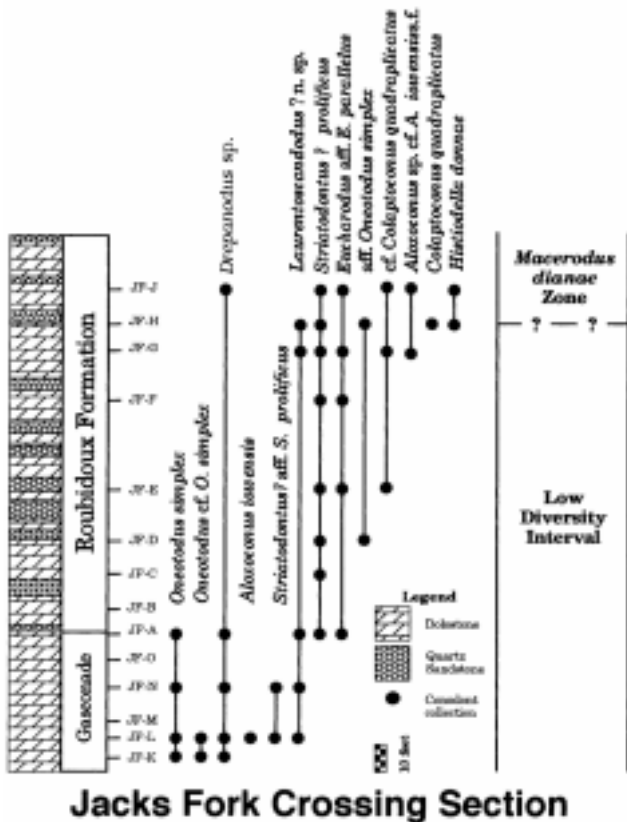 Drepanodus sp.
Laurentoscandodus ? n. sp.
Striatodontus ? prolificus
Eucharodus aff. E. parallelus
aff. Oneotodus simplex
cf. Colaptoconus quadraplicatus
Aloxoconus sp. cf. A. iowensis s.f.
Colaptoconus quadraplicatus
Histiodella donnae
Oneotodus simplex
Oneotodus cf. O. simplex
Aloxoconus iowensis
Striatodontus? aff. S. prolificus
Macerodus
dianae
Zone
? ?
Low
Diversity
Interval
Roubidoux Formation
Gasconade
JF-J
JF-H
JF-G
JF-F
JF-E
JF-D
JF-C
JF-B
JF-A
JF-O
JF-N
JF-M
JF-L
JF-K
Legend
Dolostone
Quartz
Sandstone
Conodont
collection
10 feet
Jacks Fork Crossing Section